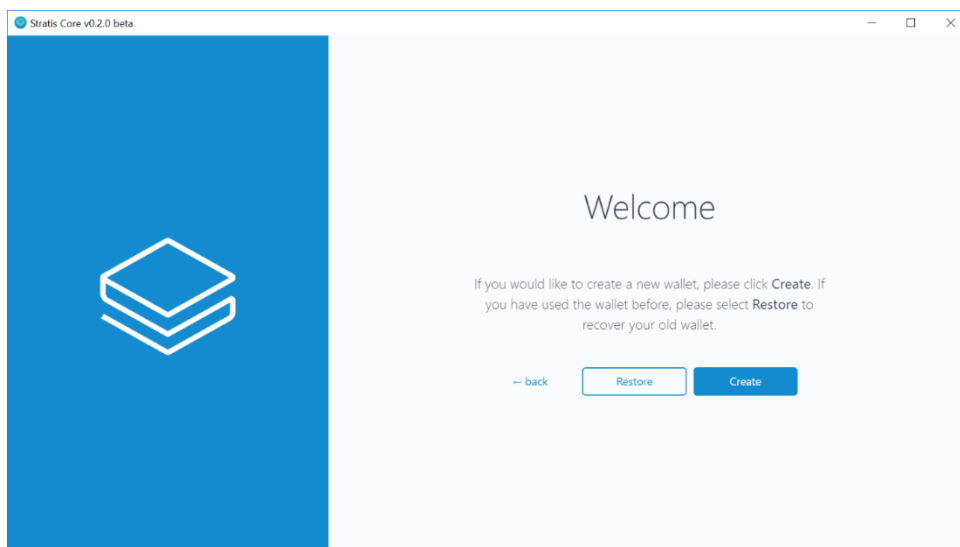 Stratis Core v0.2.0 beta
Welcome
If you would like to create a new wallet, please click Create. If
you have used the wallet before, please select Restore to
recover your old wallet.
← back
Restore
Create